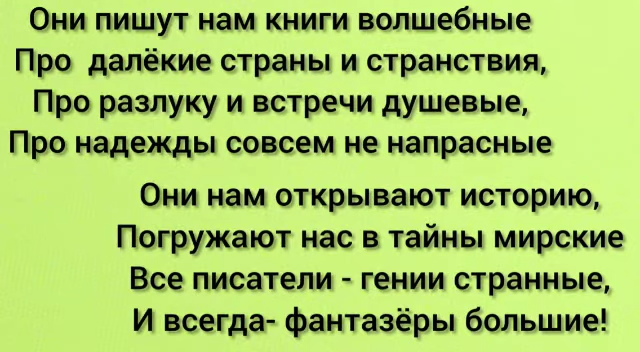 Они пишут нам книги волшебные
Про далёкие страны и странствия,
Про разлуку и встречи душевые,
Про надежды совсем не напрасные
Они нам открывают историю,
Погружают нас в тайны мирские
Все писатели - гении странные,
И всегда- фантазёры большие!